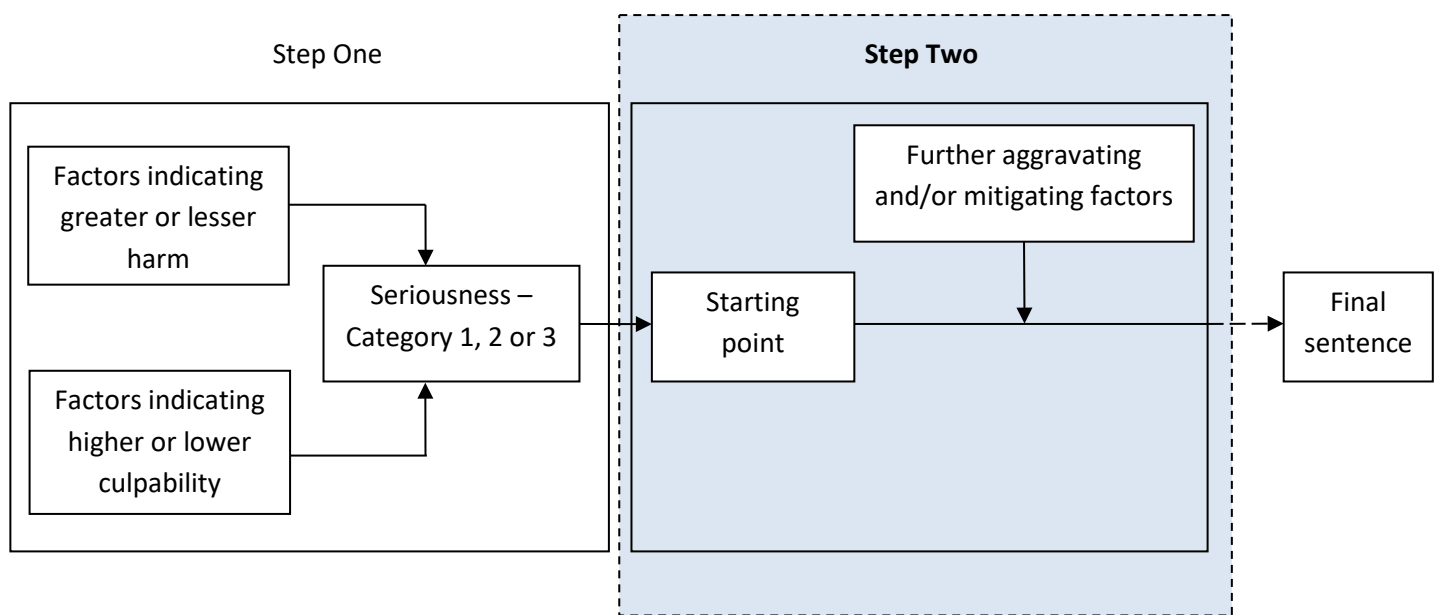 Step One
Step Two
Factors indicating
greater or lesser
harm
Factors indicating
higher or lower
culpability
Seriousness –
Category 1, 2 or 3
Further aggravating
and/or mitigating factors
Starting
point
Final
sentence